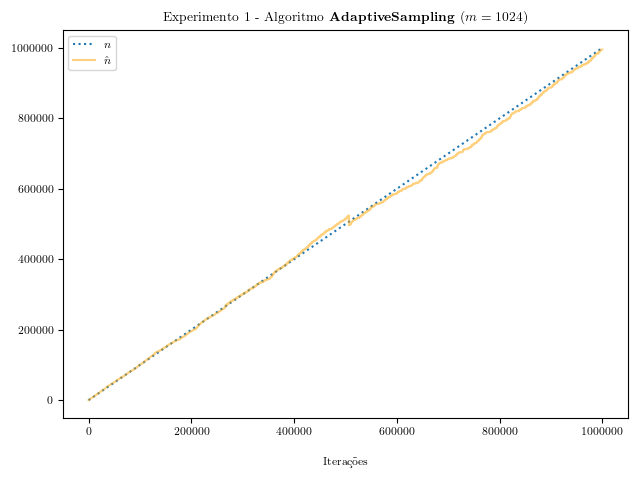 Experimento 1 - Algoritmo AdaptiveSampling (m = 1024)
n
n̂
1000000
800000
600000
400000
200000
0
0 200000 400000 600000 800000 1000000
Iterações